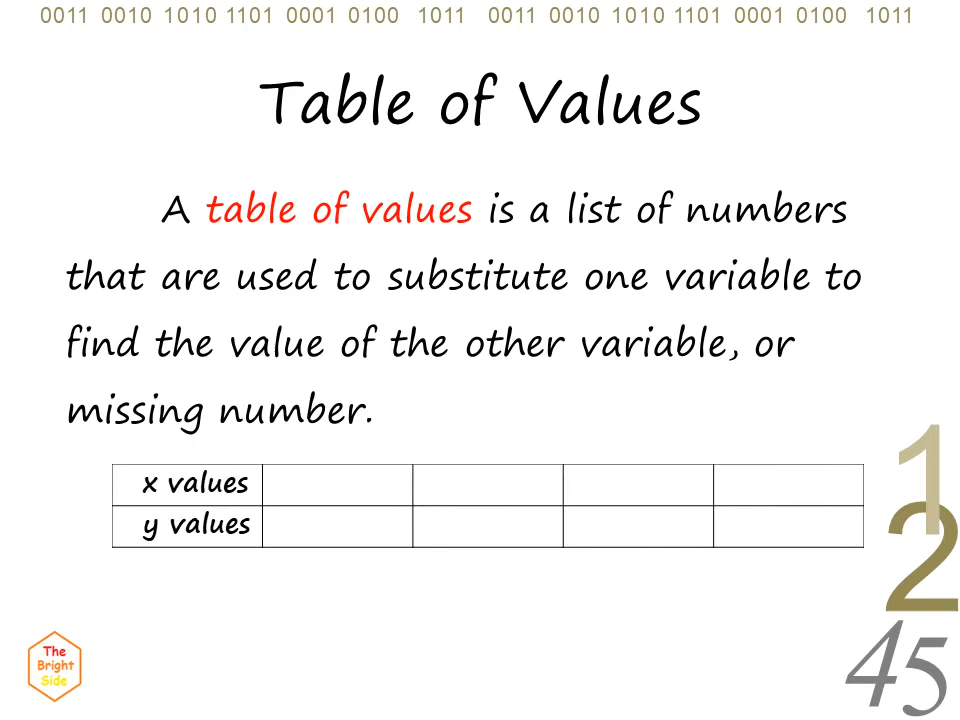 0011 0010 1010 1101 0001 0100 1011 0011 0010 1010 1101 0001 0100 1011
Table of Values
A table of values is a list of numbers
that are used to substitute one variable to
find the value of the other variable, or
missing number.
x values
y values
1
2
45
The
Bright
Side